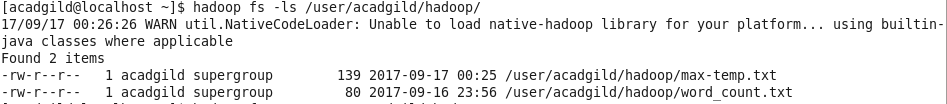 [acadgild@localhost ~]$ hadoop fs -ls /user/acadgild/hadoop/
17/09/17 00:26:26 WARN util.NativeCodeLoader: Unable to load native-hadoop library for your platform... using builtin-
java classes where applicable
Found 2 items
-rw-r--r--   1 acadgild supergroup        139 2017-09-17 00:25 /user/acadgild/hadoop/max-temp.txt
-rw-r--r--   1 acadgild supergroup         80 2017-09-16 23:56 /user/acadgild/hadoop/word_count.txt